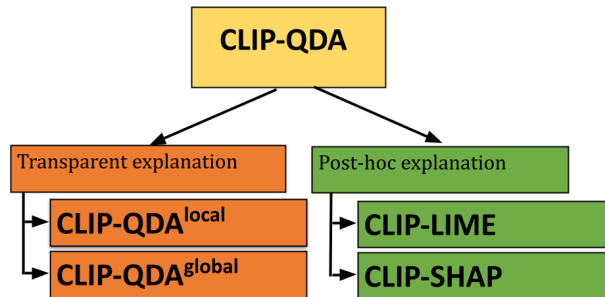 CLIP-QDA
Transparent explanation
CLIP-QDA^local
CLIP-QDA^global
Post-hoc explanation
CLIP-LIME
CLIP-SHAP